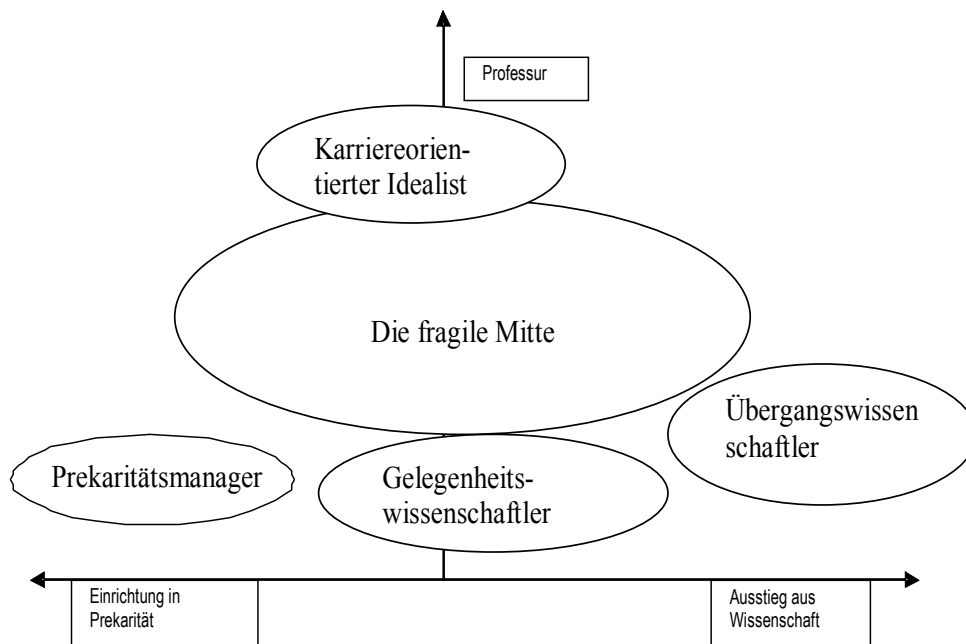 Professur
Karriereorien-
tierter Idealist
Die fragile Mitte
Übergangswissen
schaftler
Prekaritätsmanager
Gelegenheits-
wissenschaftler
Einrichtung in
Prekarität
Ausstieg aus
Wissenschaft